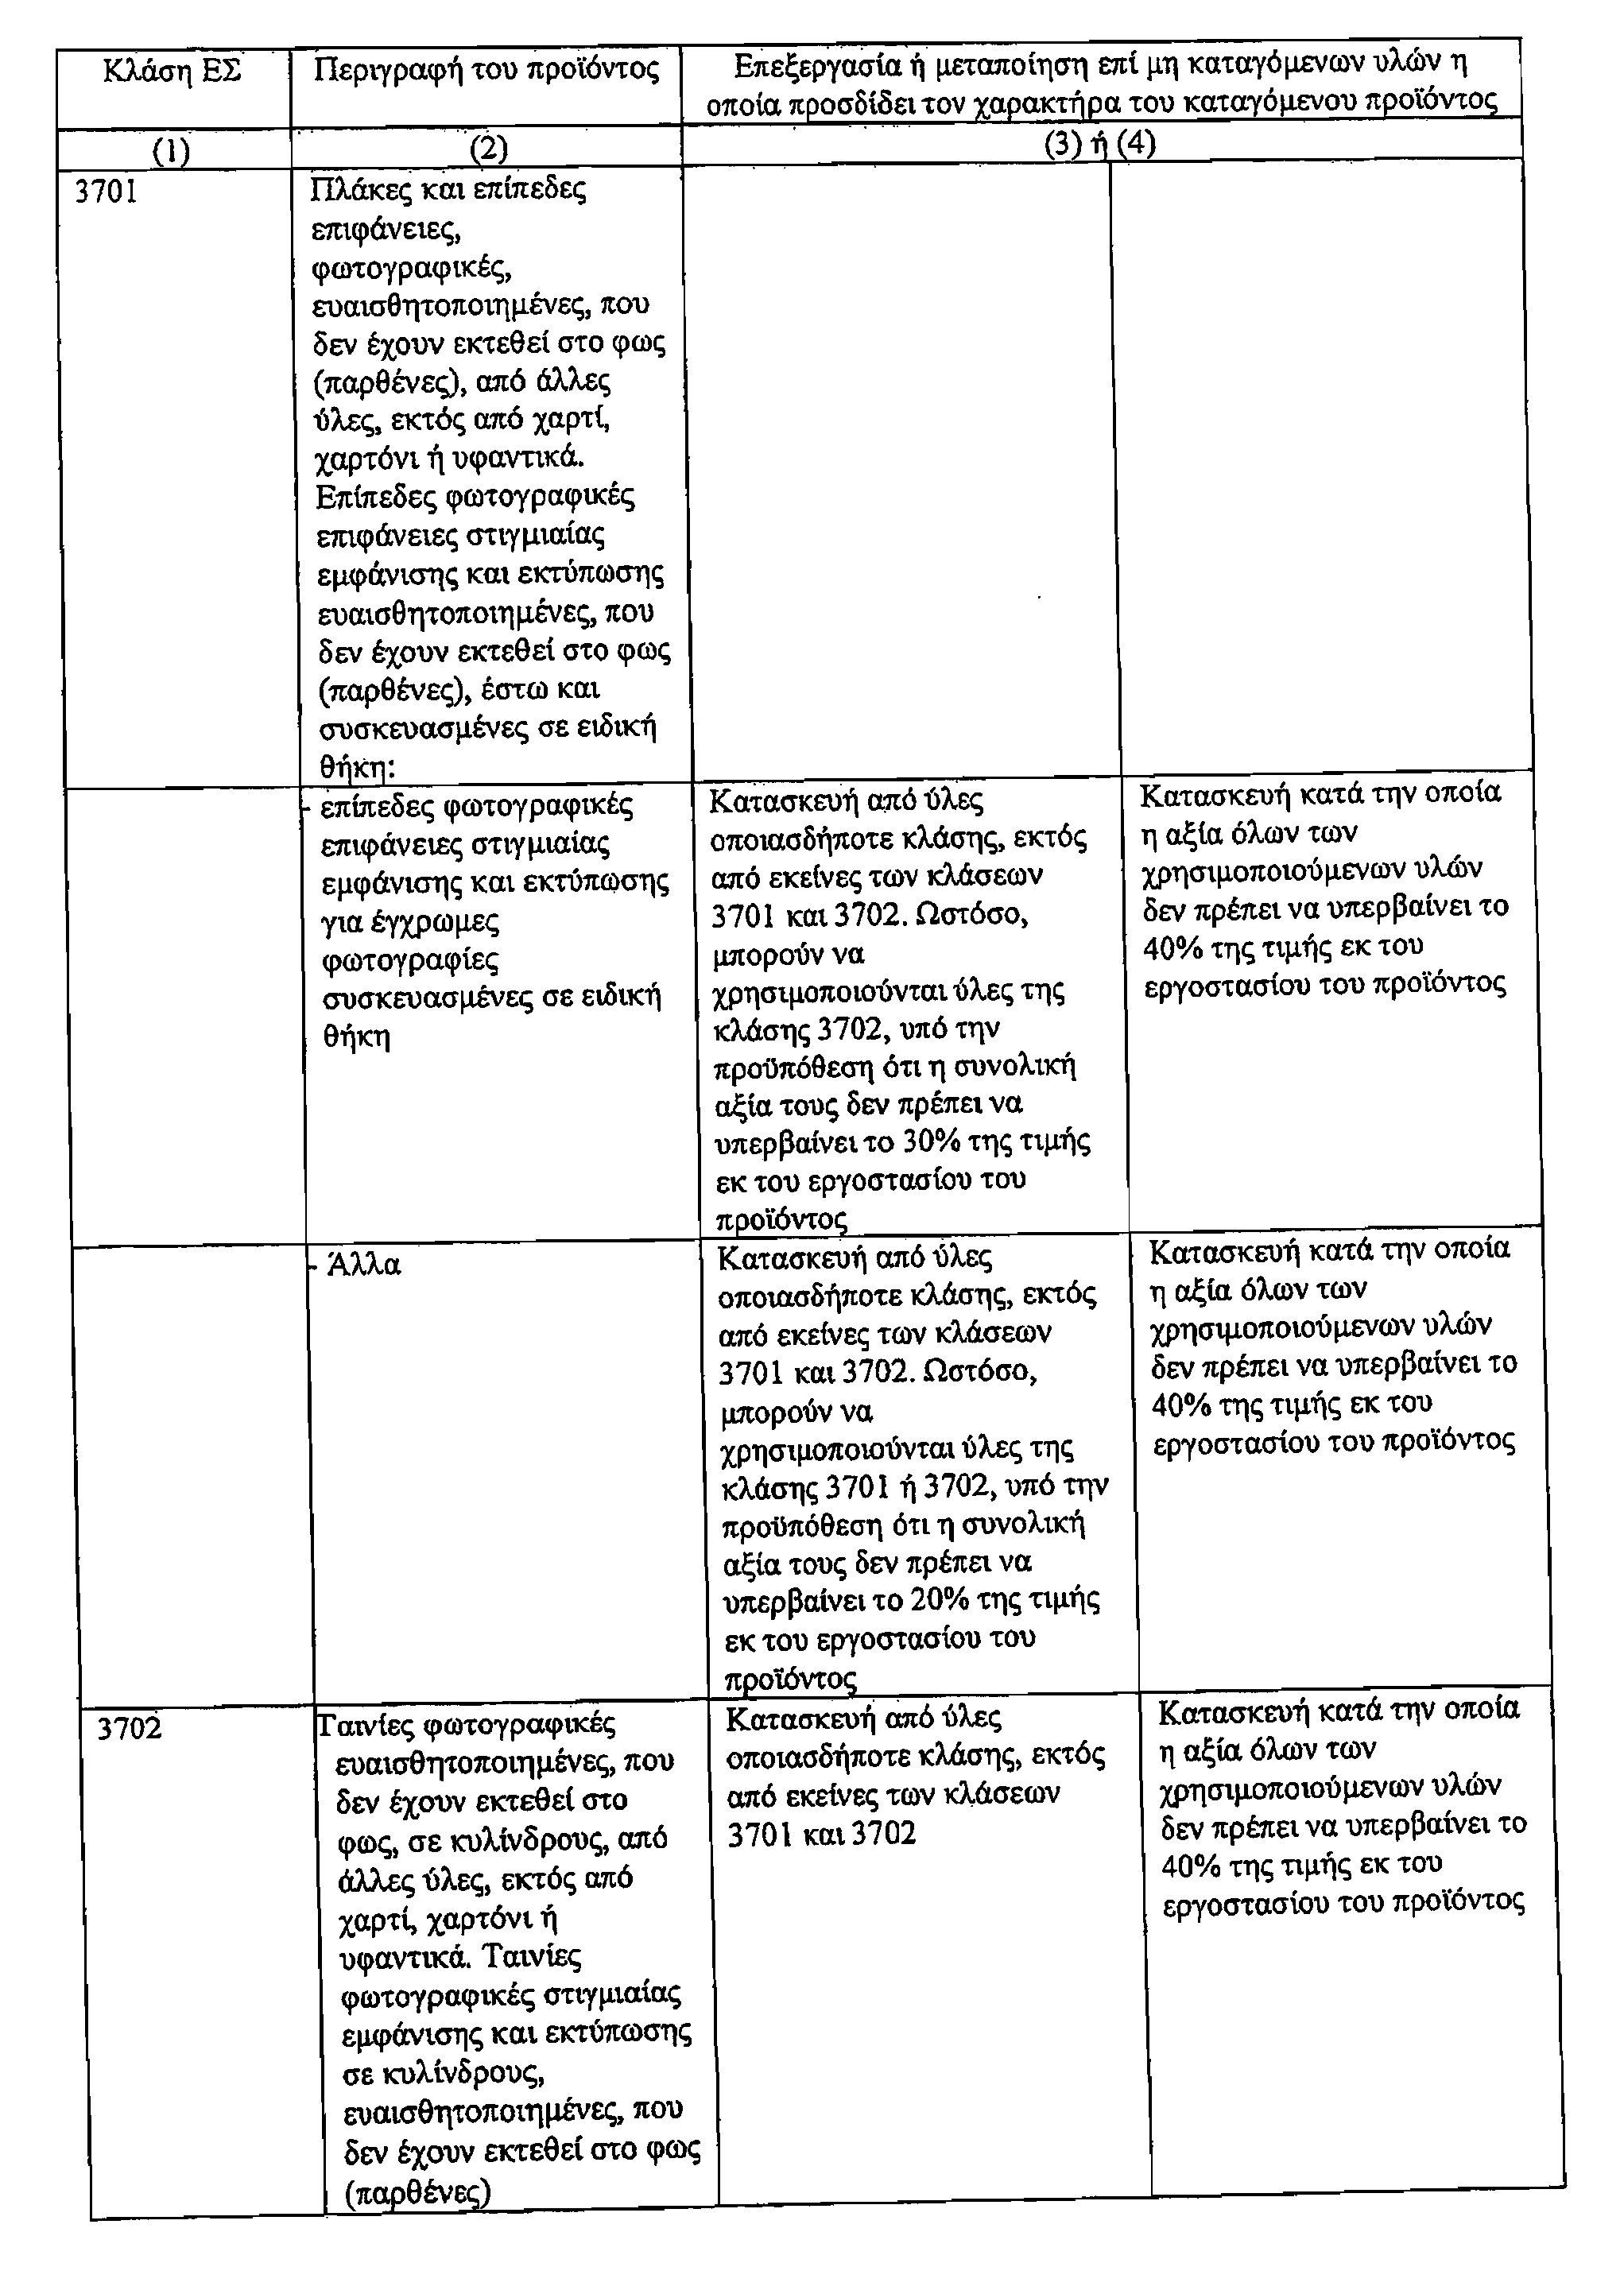 Κλάση ΕΣ
Περιγραφή του προϊόντος
Επεξεργασία ή μεταποίηση επί μη καταγόμενων υλών η
οποία προσδίδει τον χαρακτήρα του καταγόμενου προϊόντος
(1)
(2)
(3) ή (4)
3701
Πλάκες και επίπεδες
επιφάνειες,
φωτογραφικές,
ευαισθητοποιημένες, που
δεν έχουν εκτεθεί στο φως
(παρθένες), από άλλες
ύλες, εκτός από χαρτί,
χαρτόνι ή υφαντικά.
Επίπεδες φωτογραφικές
επιφάνειες στιγμιαίας
εμφάνισης και εκτύπωσης
ευαισθητοποιημένες, που
δεν έχουν εκτεθεί στο φως
(παρθένες), έστω και
συσκευασμένες σε ειδική
θήκη:
- επίπεδες φωτογραφικές
επιφάνειες στιγμιαίας
εμφάνισης και εκτύπωσης
για έγχρωμες
φωτογραφίες
συσκευασμένες σε ειδική
θήκη
Κατασκευή από ύλες
οποιασδήποτε κλάσης, εκτός
από εκείνες των κλάσεων
3701 και 3702. Ωστόσο,
μπορούν να
χρησιμοποιούνται ύλες της
κλάσης 3702, υπό την
προϋπόθεση ότι η συνολική
αξία τους δεν πρέπει να
υπερβαίνει το 30% της τιμής
εκ του εργοστασίου του
προϊόντος
Κατασκευή κατά την οποία
η αξία όλων των
χρησιμοποιούμενων υλών
δεν πρέπει να υπερβαίνει το
40% της τιμής εκ του
εργοστασίου του προϊόντος
- Άλλα
Κατασκευή από ύλες
οποιασδήποτε κλάσης, εκτός
από εκείνες των κλάσεων
3701 και 3702. Ωστόσο,
μπορούν να
χρησιμοποιούνται ύλες της
κλάσης 3701 ή 3702, υπό την
προϋπόθεση ότι η συνολική
αξία τους δεν πρέπει να
υπερβαίνει το 20% της τιμής
εκ του εργοστασίου του
προϊόντος
Κατασκευή κατά την οποία
η αξία όλων των
χρησιμοποιούμενων υλών
δεν πρέπει να υπερβαίνει το
40% της τιμής εκ του
εργοστασίου του προϊόντος
3702
Ταινίες φωτογραφικές
ευαισθητοποιημένες, που
δεν έχουν εκτεθεί στο
φως, σε κυλίνδρους, από
άλλες ύλες, εκτός από
χαρτί, χαρτόνι ή
υφαντικά. Ταινίες
φωτογραφικές στιγμιαίας
εμφάνισης και εκτύπωσης
σε κυλίνδρους,
ευαισθητοποιημένες, που
δεν έχουν εκτεθεί στο φως
(παρθένες)
Κατασκευή από ύλες
οποιασδήποτε κλάσης, εκτός
από εκείνες των κλάσεων
3701 και 3702
Κατασκευή κατά την οποία
η αξία όλων των
χρησιμοποιούμενων υλών
δεν πρέπει να υπερβαίνει το
40% της τιμής εκ του
εργοστασίου του προϊόντος